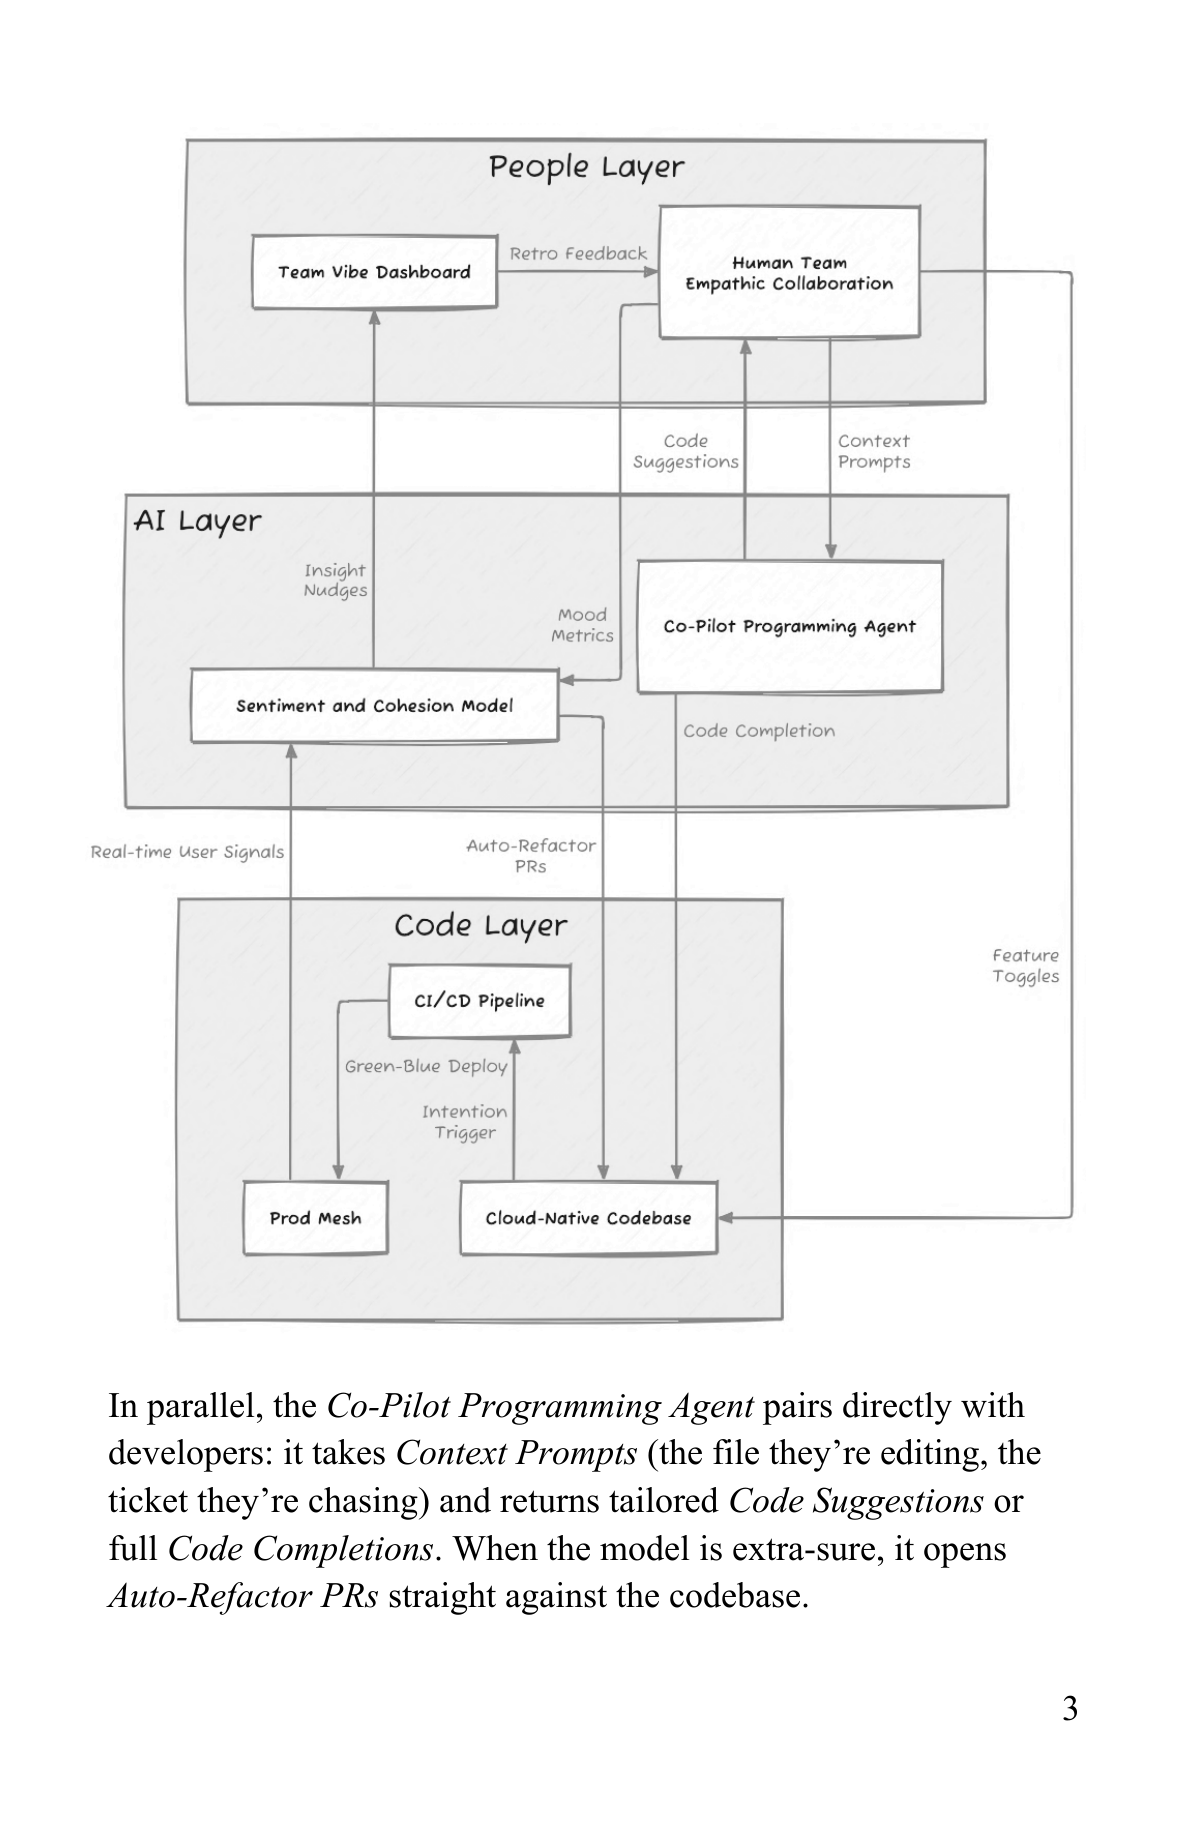 People Layer
Team Vibe Dashboard
Retro Feedback
Human Team
Empathic Collaboration
Code
Suggestions
Context
Prompts
AI Layer
Insight
Nudges
Mood
Metrics
Co-Pilot Programming Agent
Sentiment and Cohesion Model
Code Completion
Real-time User Signals
Auto-Refactor
PRs
Code Layer
CI/CD Pipeline
Feature
Toggles
Green-Blue Deploy
Intention
Trigger
Prod Mesh
Cloud-Native Codebase
In parallel, the Co-Pilot Programming Agent pairs directly with
developers: it takes Context Prompts (the file they’re editing, the
ticket they’re chasing) and returns tailored Code Suggestions or
full Code Completions. When the model is extra-sure, it opens
Auto-Refactor PRs straight against the codebase.
3